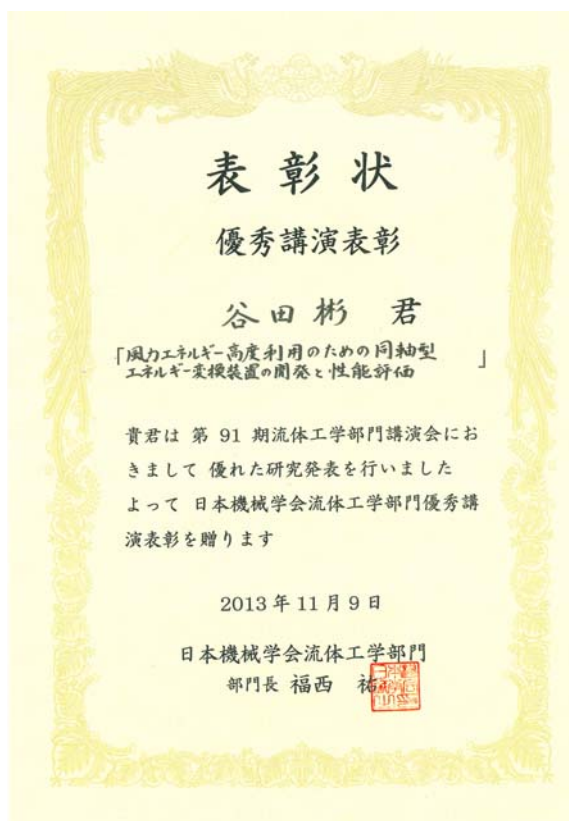 表彰状
優秀講演表彰
谷田彬 君
「風力エネルギー高度利用のための同軸型
エネルギー変換装置の開発と性能評価」
貴君は 第 91 期流体工学部門講演会にお
きまして 優れた研究発表を行いました
よって 日本機械学会流体工学部門優秀講
演表彰を贈ります
2013 年 11 月 9 日
日本機械学会流体工学部門
部門長 福西 祐